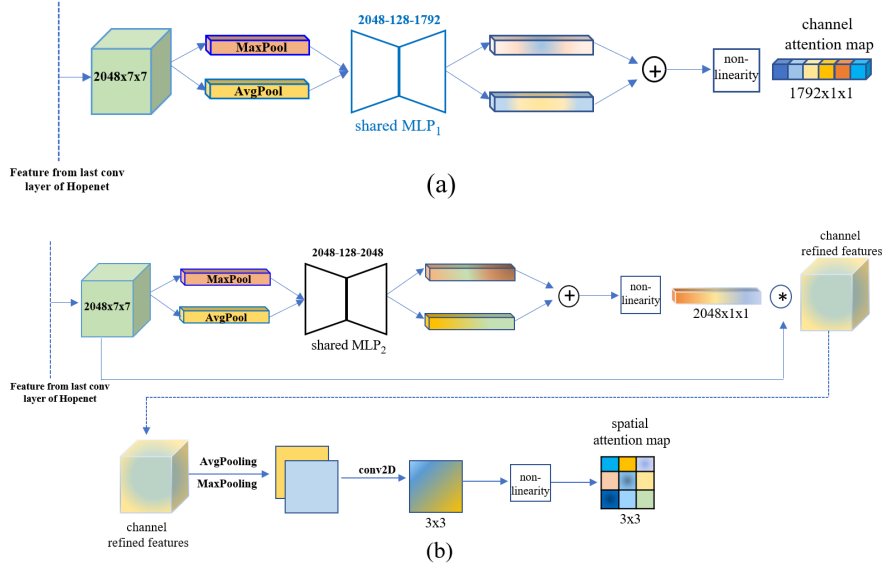 2048-128-1792
channel
attention map
MaxPool
2048x7x7
non-
linearity
+
AvgPool
1792x1x1
shared MLP1
Feature from last conv
layer of Hopenet
(a)
channel
refined features
2048-128-2048
MaxPool
2048x7x7
non-
linearity
+
*
AvgPool
2048x1x1
shared MLP2
Feature from last conv
layer of Hopenet
spatial
attention map
AvgPooling
MaxPooling
conv2D
non-
linearity
3x3
3x3
channel
refined features
(b)